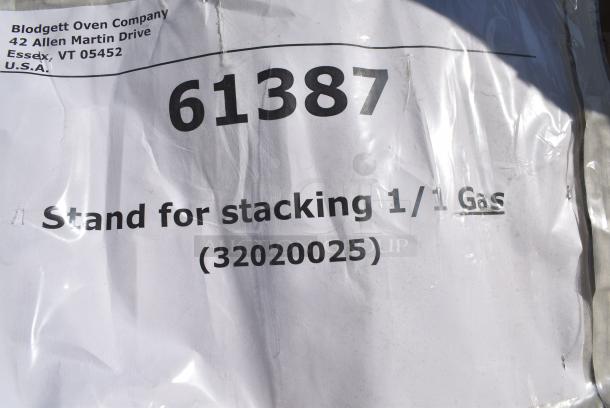 Blodgett Oven Company
42 Allen Martin Drive
Essex, VT 05452
U.S.A.
61387
Stand for stacking 1/1 Gas
(32020025)